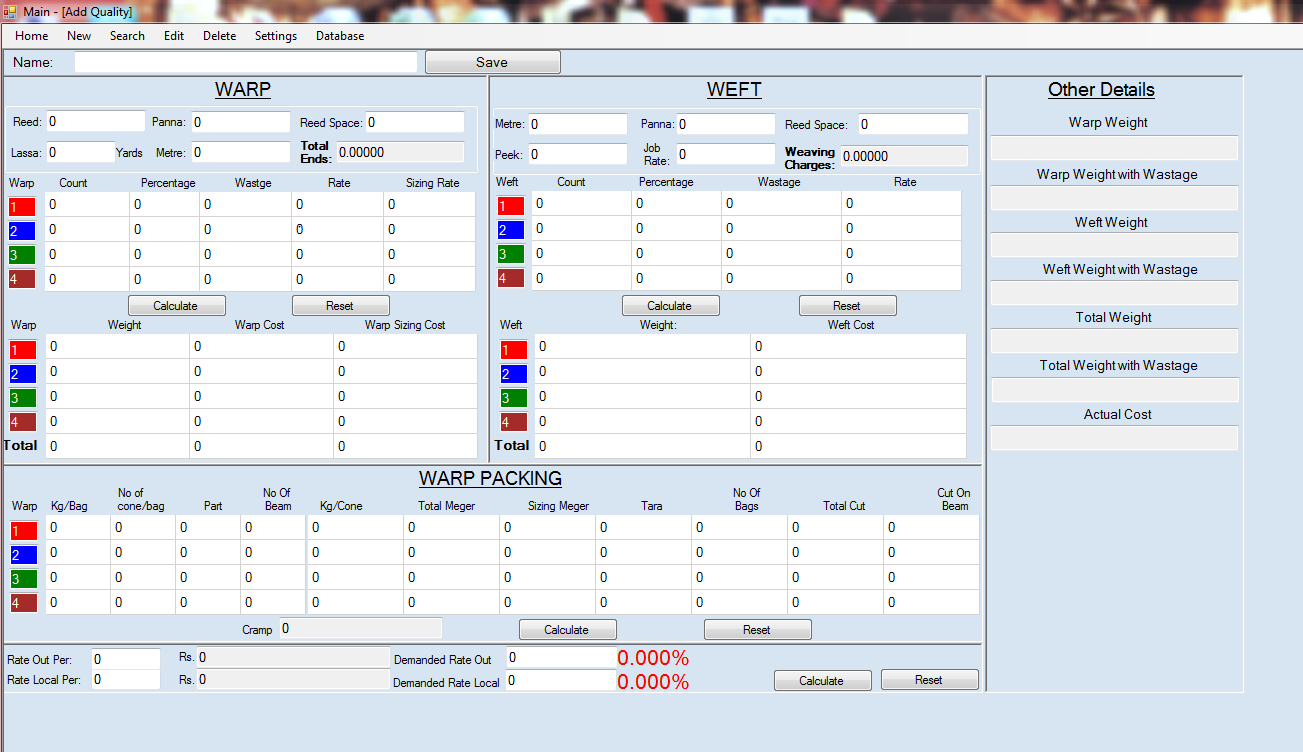 Main - [Add Quality]
Home New Search Edit Delete Settings Database
Name: Save
WARP
Reed: 0 Panna: 0 Reed Space: 0
Lassa: 0 Yards Metre: 0 Total Ends: 0.00000
Warp Count Percentage Wastge Rate Sizing Rate
1 0 0 0 0 0
2 0 0 0 0 0
3 0 0 0 0 0
4 0 0 0 0 0
Calculate Reset
Warp Weight Warp Cost Warp Sizing Cost
1 0 0 0
2 0 0 0
3 0 0 0
4 0 0 0
Total 0 0 0
WEFT
Metre: 0 Panna: 0 Reed Space: 0
Peek: 0 Job Rate: 0 Weaving Charges: 0.00000
Weft Count Percentage Wastage Rate
1 0 0 0 0
2 0 0 0 0
3 0 0 0 0
4 0 0 0 0
Calculate Reset
Weft Weight: Weft Cost
1 0 0
2 0 0
3 0 0
4 0 0
Total 0 0
Other Details
Warp Weight
Warp Weight with Wastage
Weft Weight
Weft Weight with Wastage
Total Weight
Total Weight with Wastage
Actual Cost
WARP PACKING
Warp Kg/Bag No of cone/bag Part No Of Beam Kg/Cone Total Meger Sizing Meger Tara No Of Bags Total Cut Cut On Beam
1 0 0 0 0 0 0 0 0 0 0 0
2 0 0 0 0 0 0 0 0 0 0 0
3 0 0 0 0 0 0 0 0 0 0 0
4 0 0 0 0 0 0 0 0 0 0 0
Cramp 0 Calculate Reset
Rate Out Per: 0 Rs. 0 Demanded Rate Out 0 0.000%
Rate Local Per: 0 Rs. 0 Demanded Rate Local 0 0.000%
Calculate Reset